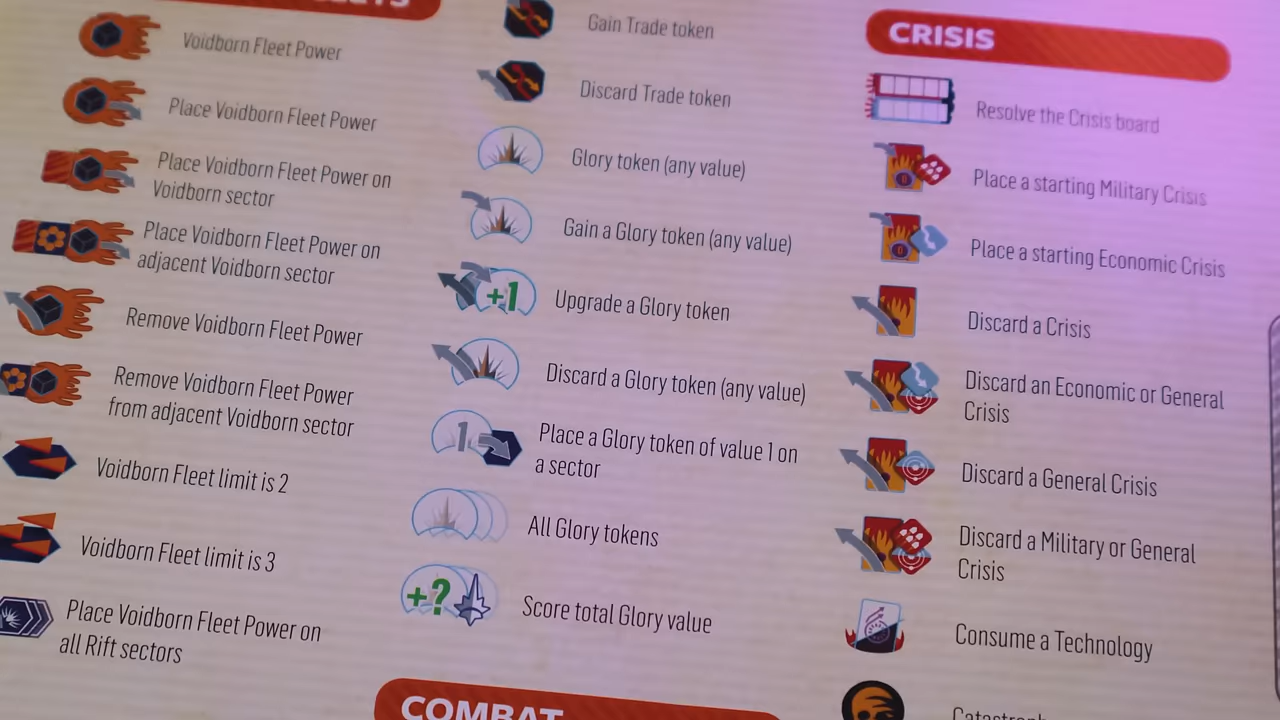 Voidborn Fleet Power
Place Voidborn Fleet Power
Place Voidborn Fleet Power on
Voidborn sector
Place Voidborn Fleet Power on
adjacent Voidborn sector
Remove Voidborn Fleet Power
Remove Voidborn Fleet Power
from adjacent Voidborn sector
Voidborn Fleet limit is 2
Voidborn Fleet limit is 3
Place Voidborn Fleet Power on
all Rift sectors
Gain Trade token
Discard Trade token
Glory token (any value)
Gain a Glory token (any value)
+1
Upgrade a Glory token
Discard a Glory token (any value)
1
Place a Glory token of value 1 on
a sector
All Glory tokens
+?
Score total Glory value
COMBAT
CRISIS
Resolve the Crisis board
Place a starting Military Crisis
Place a starting Economic Crisis
Discard a Crisis
Discard an Economic or General
Crisis
Discard a General Crisis
Discard a Military or General
Crisis
Consume a Technology